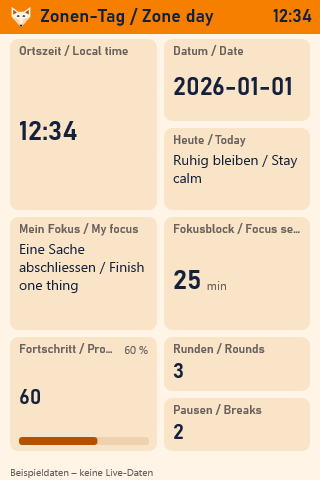 Zonen-Tag / Zone day
12:34
Ortszeit / Local time
12:34
Datum / Date
2026-01-01
Heute / Today
Ruhig bleiben / Stay
calm
Mein Fokus / My focus
Eine Sache
abschliessen / Finish
one thing
Fokusblock / Focus se...
25 min
Fortschritt / Pro... 60 %
60
Runden / Rounds
3
Pausen / Breaks
2
Beispieldaten – keine Live-Daten